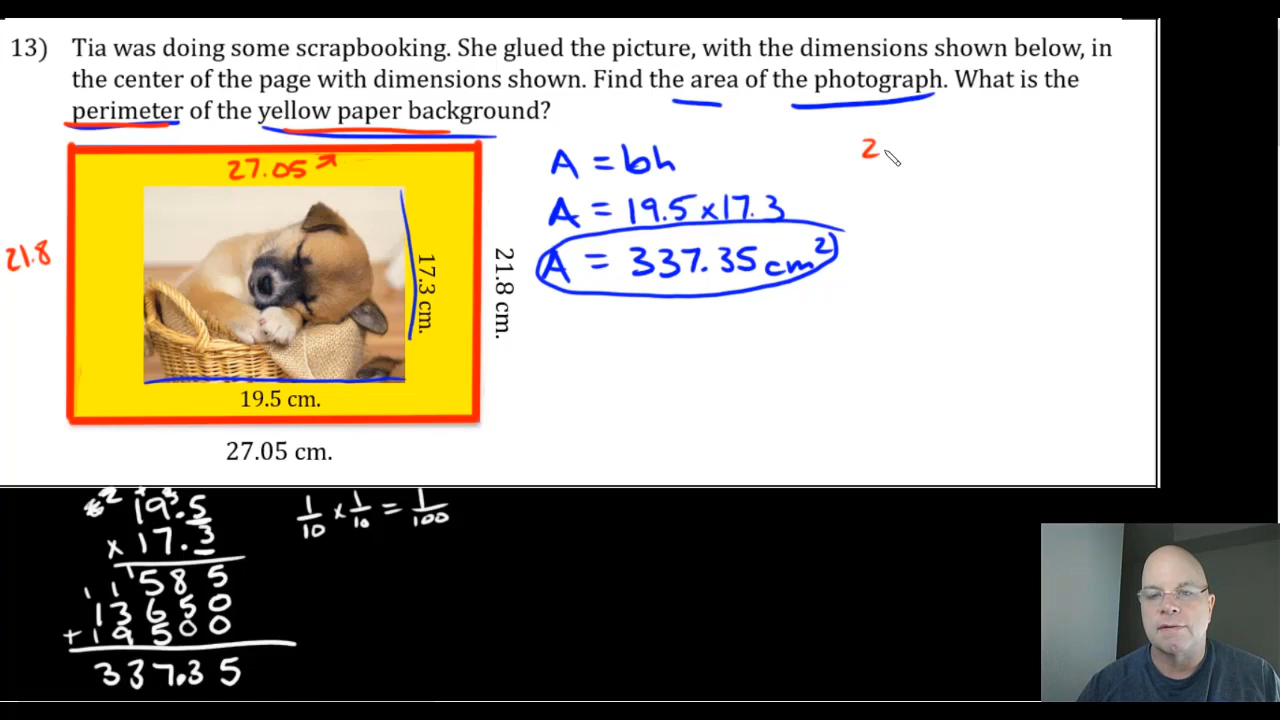 13) Tia was doing some scrapbooking. She glued the picture, with the dimensions shown below, in
the center of the page with dimensions shown. Find the area of the photograph. What is the
perimeter of the yellow paper background?
27.05
21.8
17.3 cm.
21.8 cm.
19.5 cm.
27.05 cm.
A = bh
A = 19.5 x 17.3
A = 337.35 cm²
2
19.5
x 17.3
585
13650
+19500
337.35
1/10 x 1/10 = 1/100